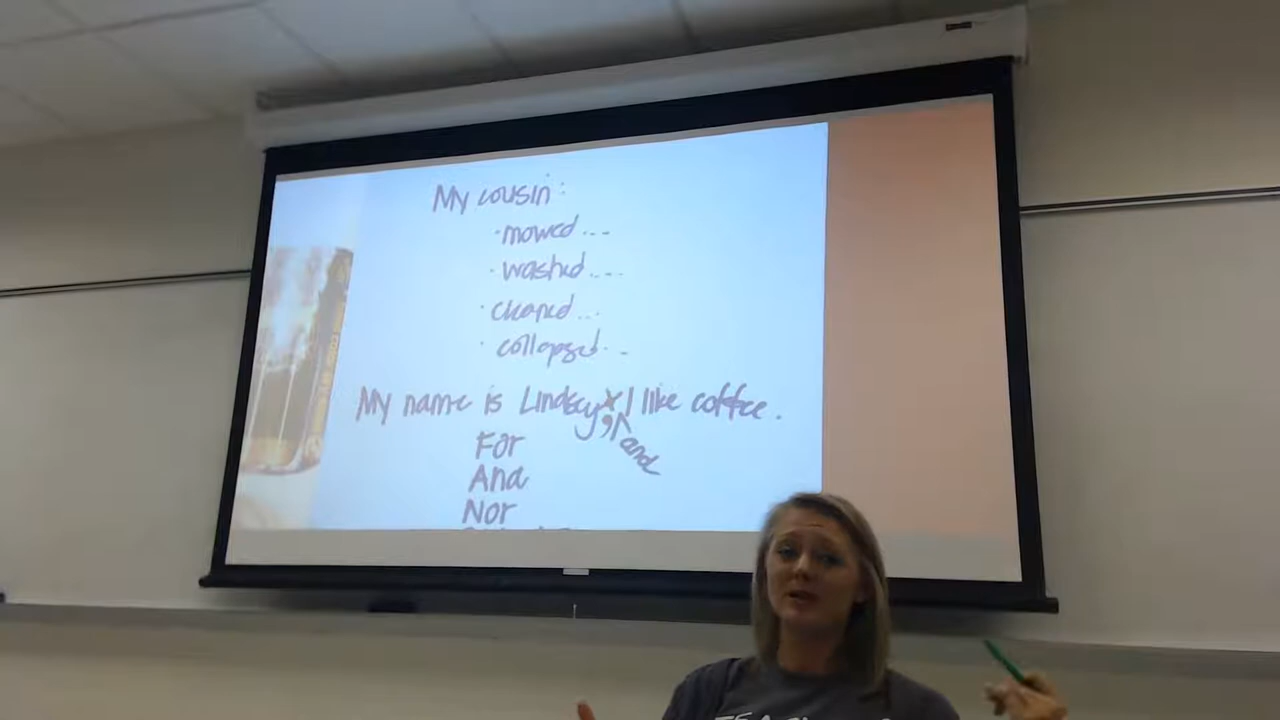 My cousin:
· mowed...
· washed....
· cleaned...
· collapsed...
My name is Lindsey, I like coffee.
and
For
And
Nor